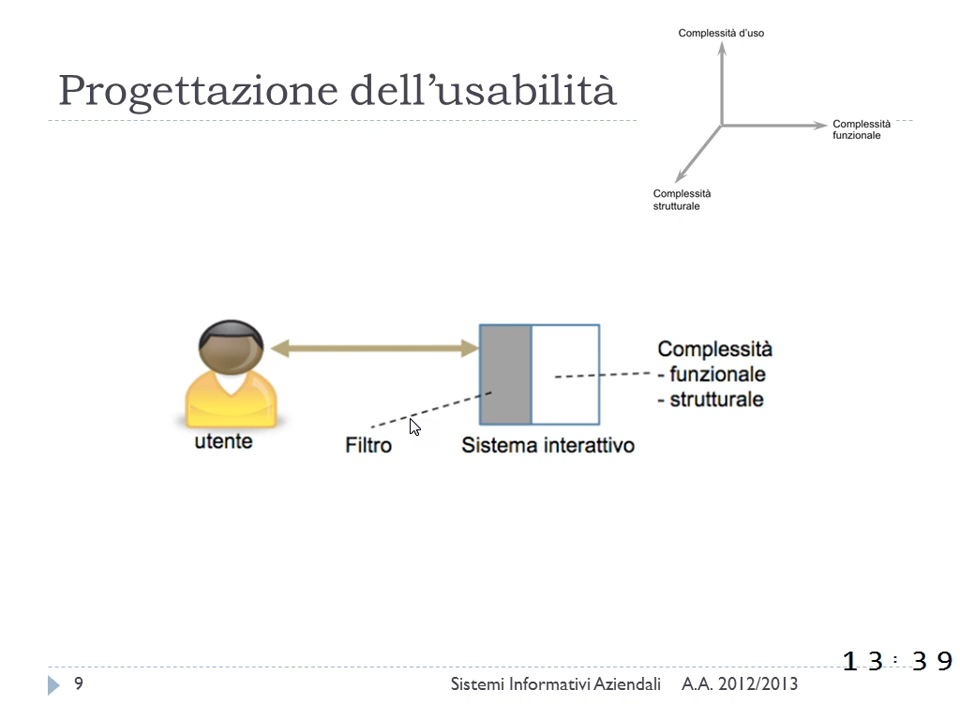 Complessità d'uso
Progettazione dell'usabilità
Complessità
funzionale
Complessità
strutturale
Complessità
- funzionale
- strutturale
utente
Filtro
Sistema interattivo
13:39
9
Sistemi Informativi Aziendali A.A. 2012/2013